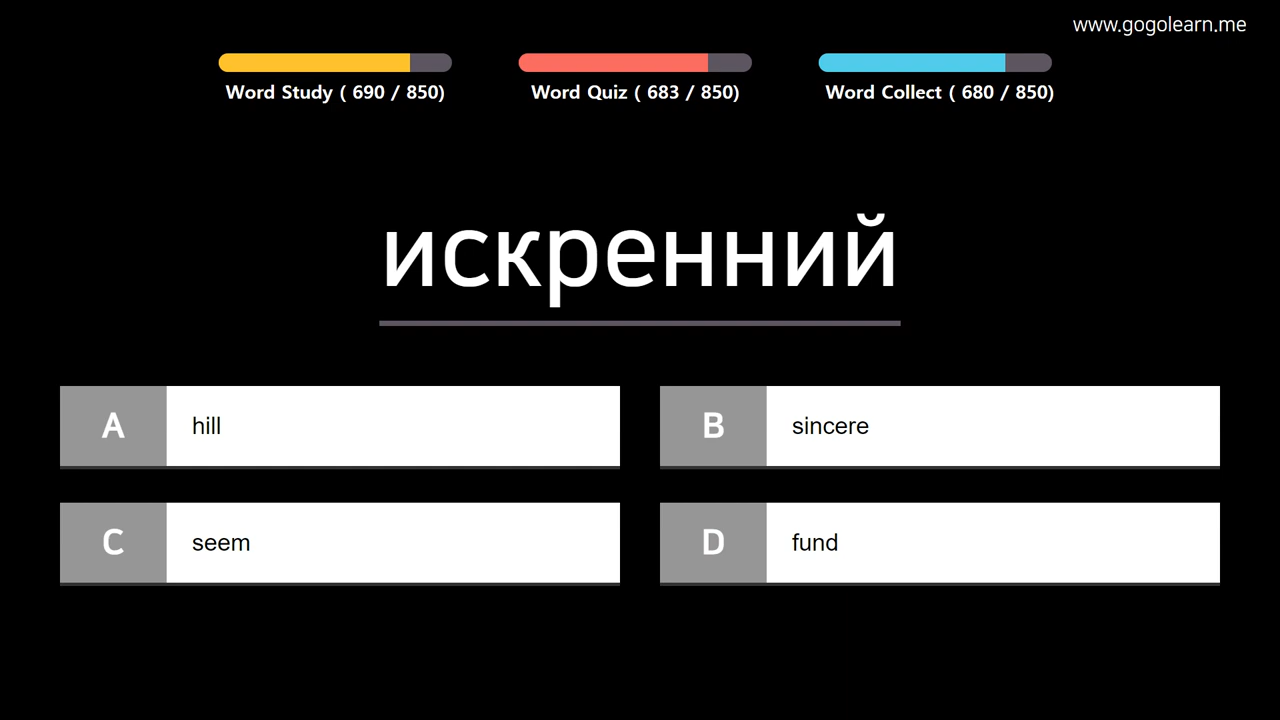 www.gogolearn.me
Word Study ( 690 / 850)
Word Quiz ( 683 / 850)
Word Collect ( 680 / 850)
искренний
A hill
B sincere
C seem
D fund